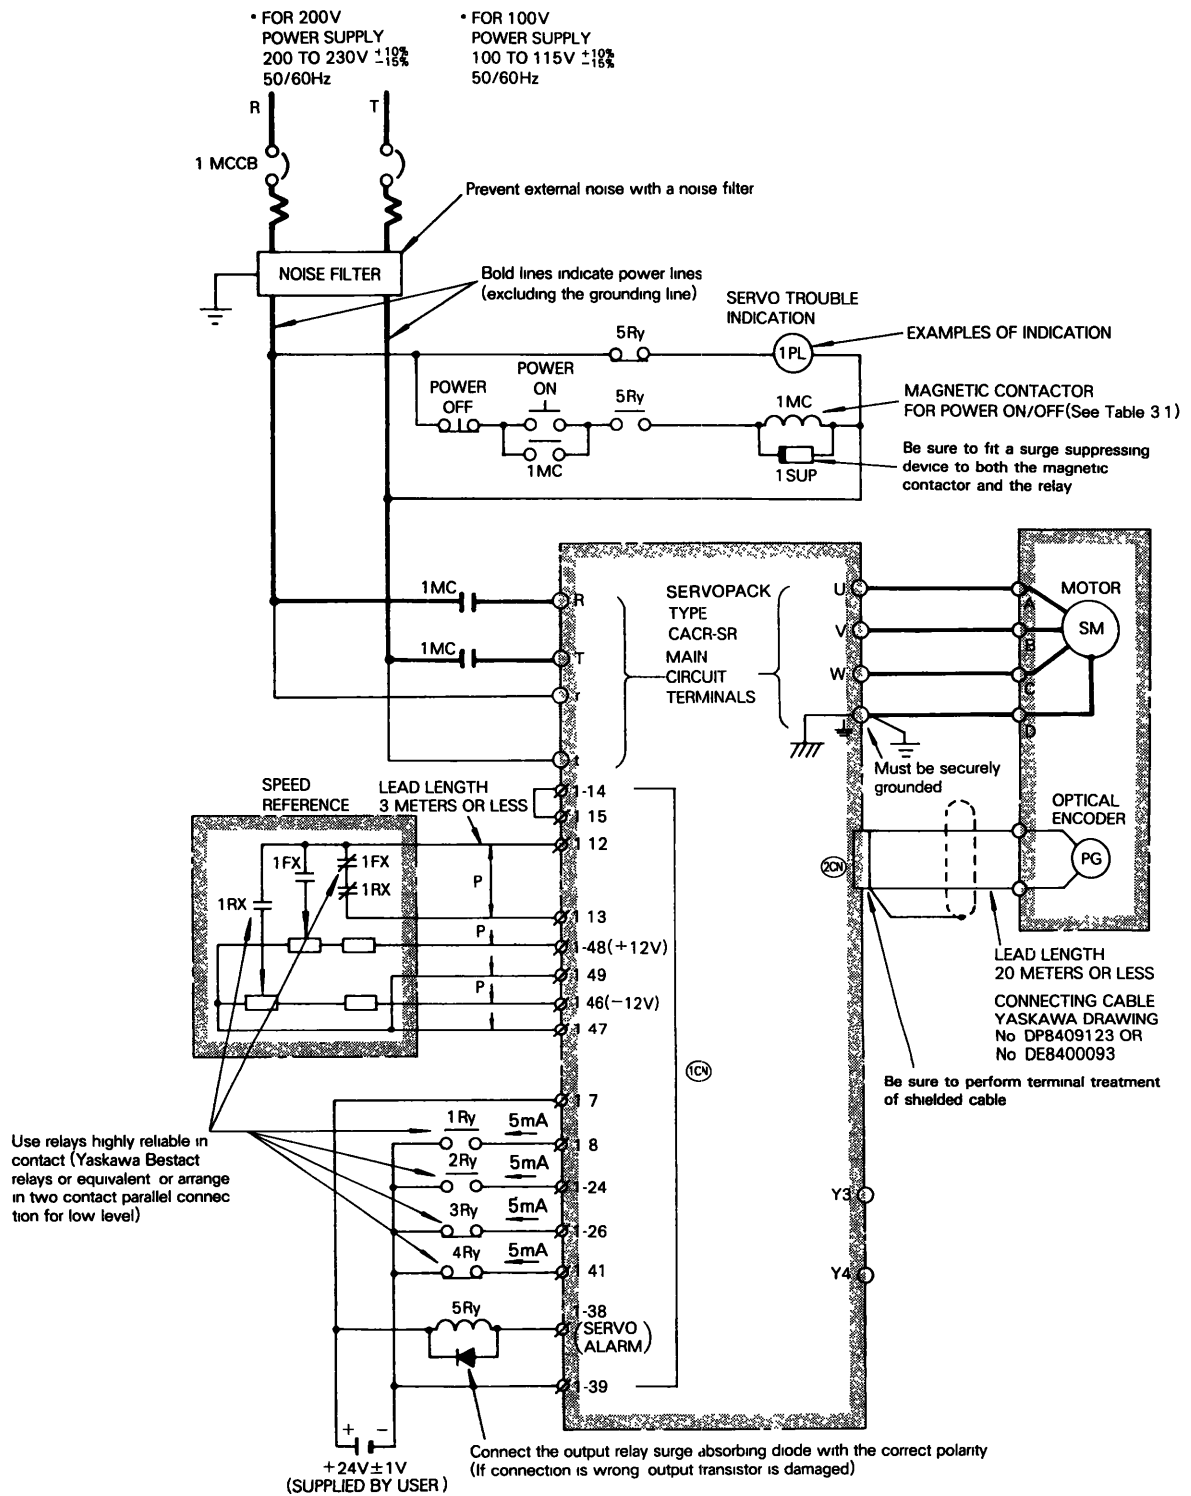 • FOR 200V
POWER SUPPLY
200 TO 230V +10% −15%
50/60Hz
• FOR 100V
POWER SUPPLY
100 TO 115V +10% −15%
50/60Hz
R
T
1 MCCB
Prevent external noise with a noise filter
NOISE FILTER
Bold lines indicate power lines
(excluding the grounding line)
SERVO TROUBLE
INDICATION
5Ry
1PL
EXAMPLES OF INDICATION
POWER
OFF
POWER
ON
5Ry
1MC
1MC
MAGNETIC CONTACTOR
FOR POWER ON/OFF(See Table 3 1)
1SUP
Be sure to fit a surge suppressing
device to both the magnetic
contactor and the relay
1MC
R
1MC
T
r
t
SERVOPACK
TYPE
CACR-SR
MAIN
CIRCUIT
TERMINALS
U
V
W
A
B
C
D
MOTOR
SM
Must be securely
grounded
SPEED
REFERENCE
LEAD LENGTH
3 METERS OR LESS
1-14
1 15
1 12
1FX
1FX
1RX
1RX
P
1 13
P
1-48(+12V)
1 49
P
1 46(−12V)
1 47
2CN
OPTICAL
ENCODER
PG
LEAD LENGTH
20 METERS OR LESS
CONNECTING CABLE
YASKAWA DRAWING
No DP8409123 OR
No DE8400093
Be sure to perform terminal treatment
of shielded cable
1CN
1 7
Use relays highly reliable in
contact (Yaskawa Bestact
relays or equivalent or arrange
in two contact parallel connec
tion for low level)
1Ry
5mA
1 8
2Ry
5mA
1-24
3Ry
5mA
1-26
4Ry
5mA
1 41
Y3
Y4
5Ry
1-38
(SERVO
ALARM)
1-39
+ −
+24V±1V
(SUPPLIED BY USER)
Connect the output relay surge absorbing diode with the correct polarity
(If connection is wrong output transistor is damaged)